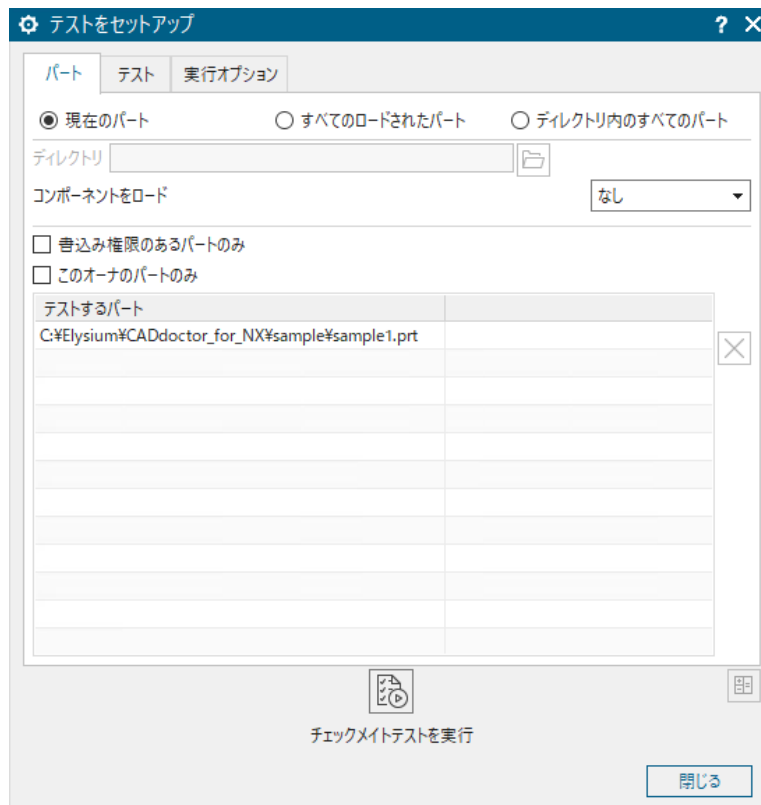 テストをセットアップ ?
パート テスト 実行オプション
現在のパート すべてのロードされたパート ディレクトリ内のすべてのパート
ディレクトリ
コンポーネントをロード なし
書込み権限のあるパートのみ
このオーナのパートのみ
テストするパート
C:¥Elysium¥CADdoctor_for_NX¥sample¥sample1.prt
チェックメイトテストを実行
閉じる